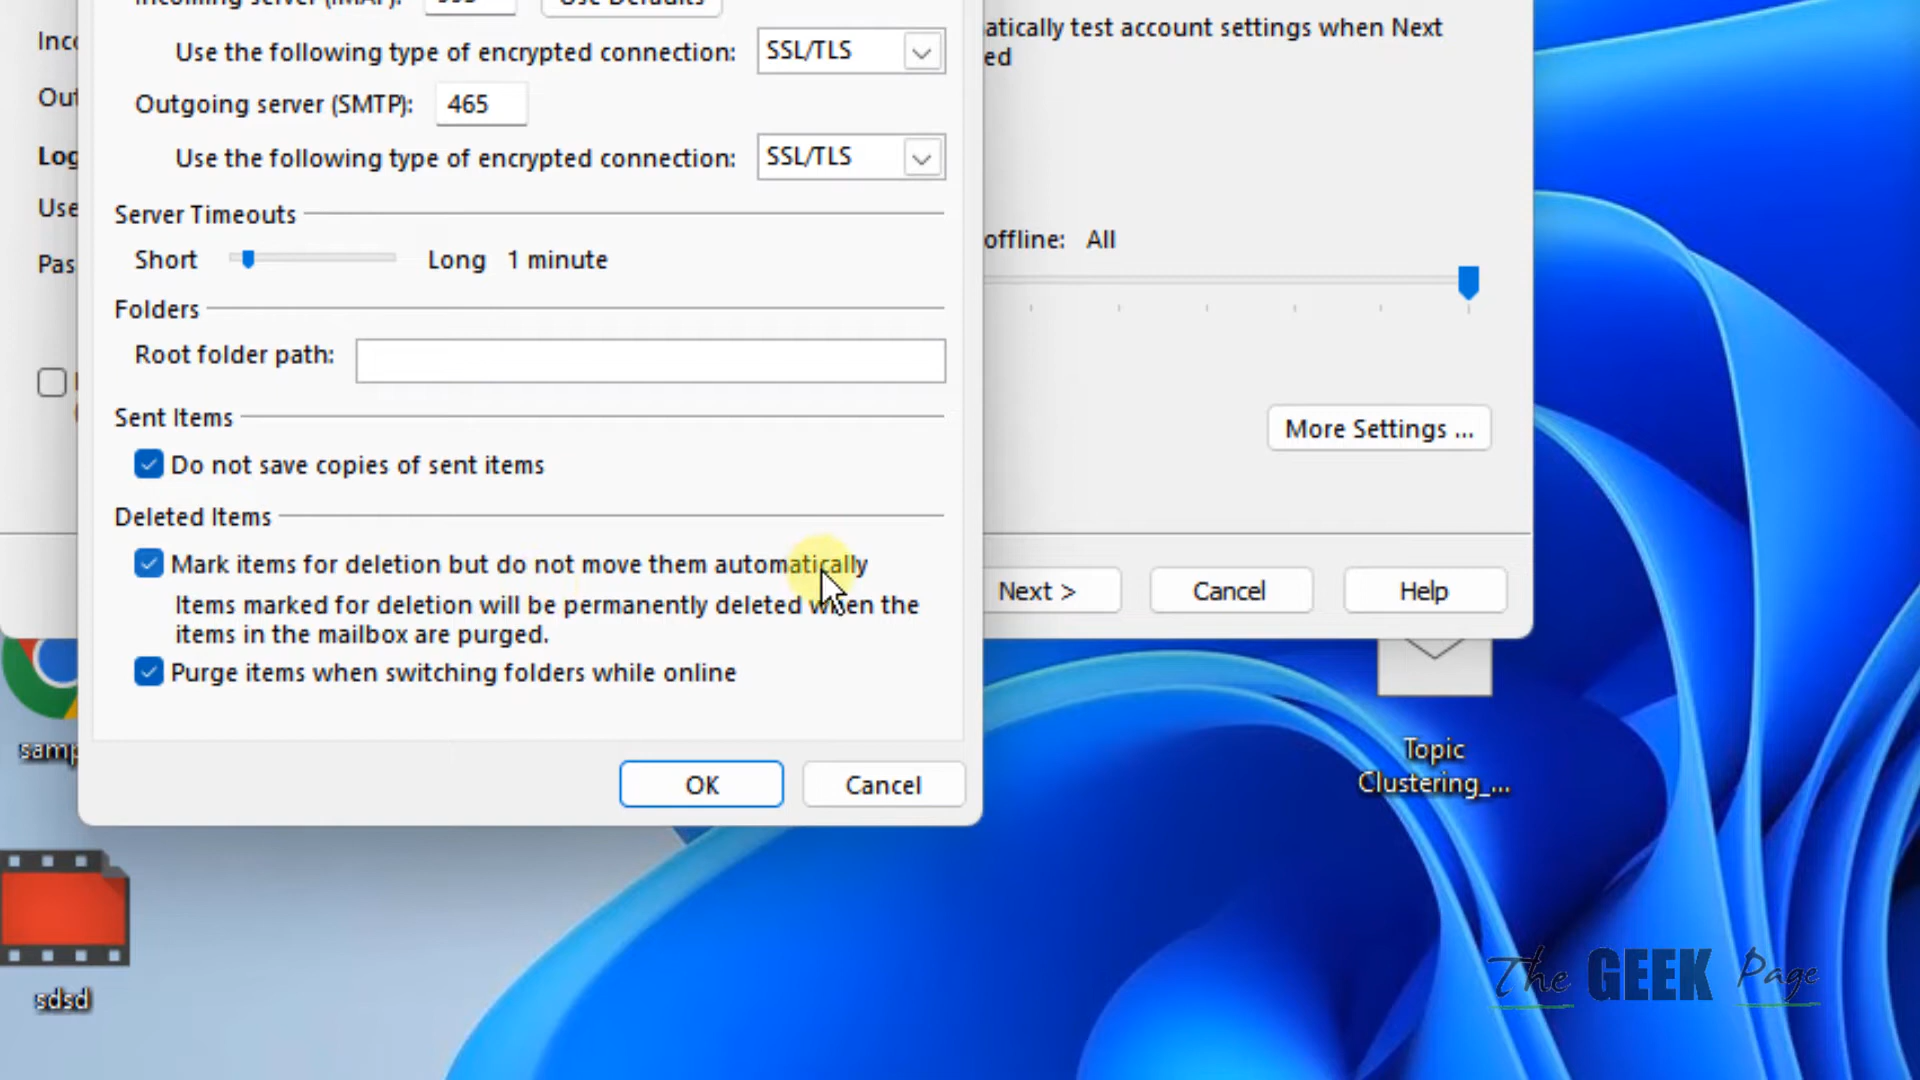 Incoming server (IMAP): 993 Use Defaults
Use the following type of encrypted connection: SSL/TLS
Outgoing server (SMTP): 465
Use the following type of encrypted connection: SSL/TLS
Server Timeouts
Short Long 1 minute
Folders
Root folder path:
Sent Items
Do not save copies of sent items
Deleted Items
Mark items for deletion but do not move them automatically
Items marked for deletion will be permanently deleted when the
items in the mailbox are purged.
Purge items when switching folders while online
OK Cancel
Inco
Out
Log
Use
Pas
atically test account settings when Next
ed
offline: All
More Settings ...
Next > Cancel Help
samp
sdsd
Topic
Clustering_...
The GEEK Page